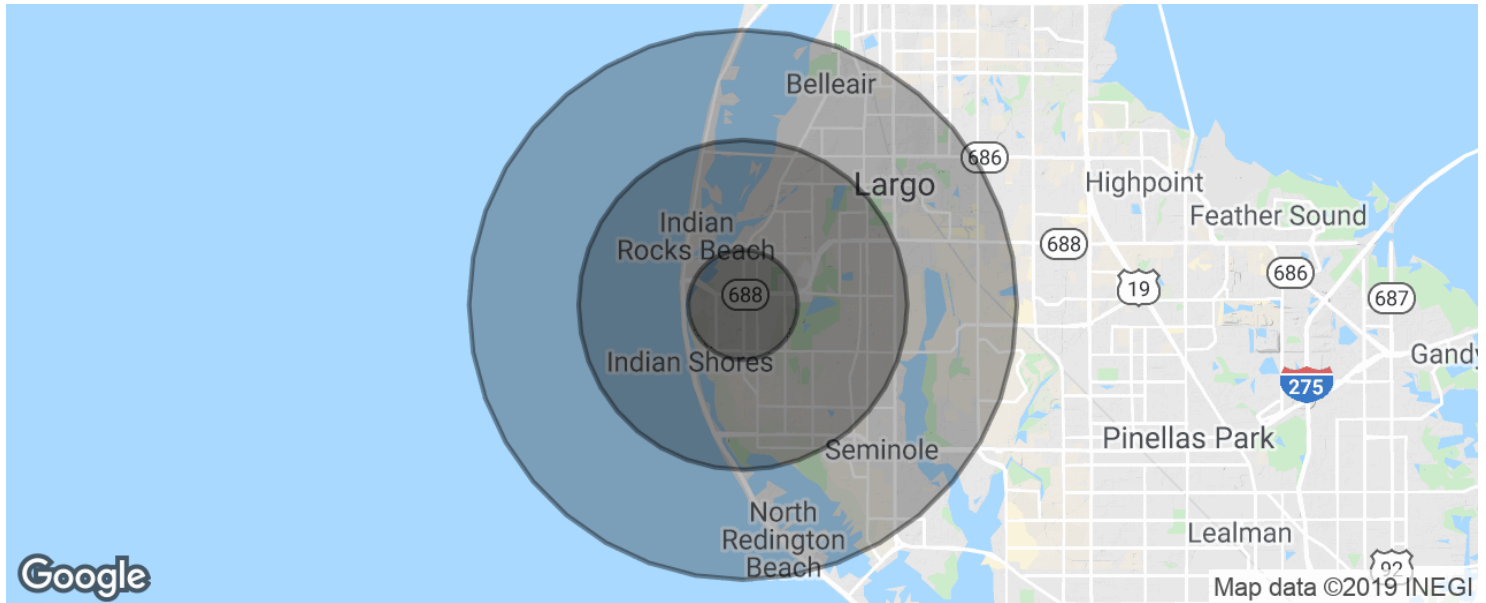 Belleair
686
Largo
Highpoint
Feather Sound
Indian
Rocks Beach
688
686
19
687
688
Indian Shores
Gandy
275
Pinellas Park
Seminole
North
Redington
Beach
Lealman
92
Google
Map data ©2019 INEGI